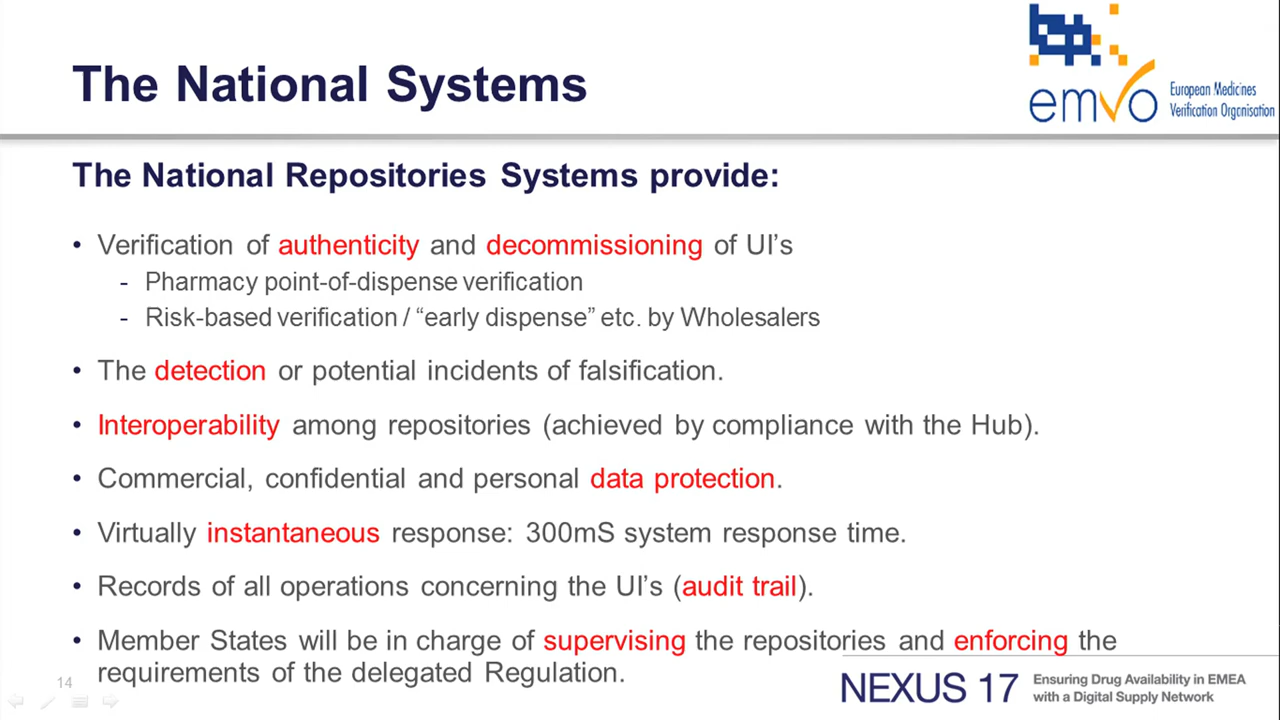 The National Systems
emvo
European Medicines
Verification Organisation
The National Repositories Systems provide:
• Verification of authenticity and decommissioning of UI’s
- Pharmacy point-of-dispense verification
- Risk-based verification / “early dispense” etc. by Wholesalers
• The detection or potential incidents of falsification.
• Interoperability among repositories (achieved by compliance with the Hub).
• Commercial, confidential and personal data protection.
• Virtually instantaneous response: 300mS system response time.
• Records of all operations concerning the UI’s (audit trail).
• Member States will be in charge of supervising the repositories and enforcing the
requirements of the delegated Regulation.
14
NEXUS 17
Ensuring Drug Availability in EMEA
with a Digital Supply Network